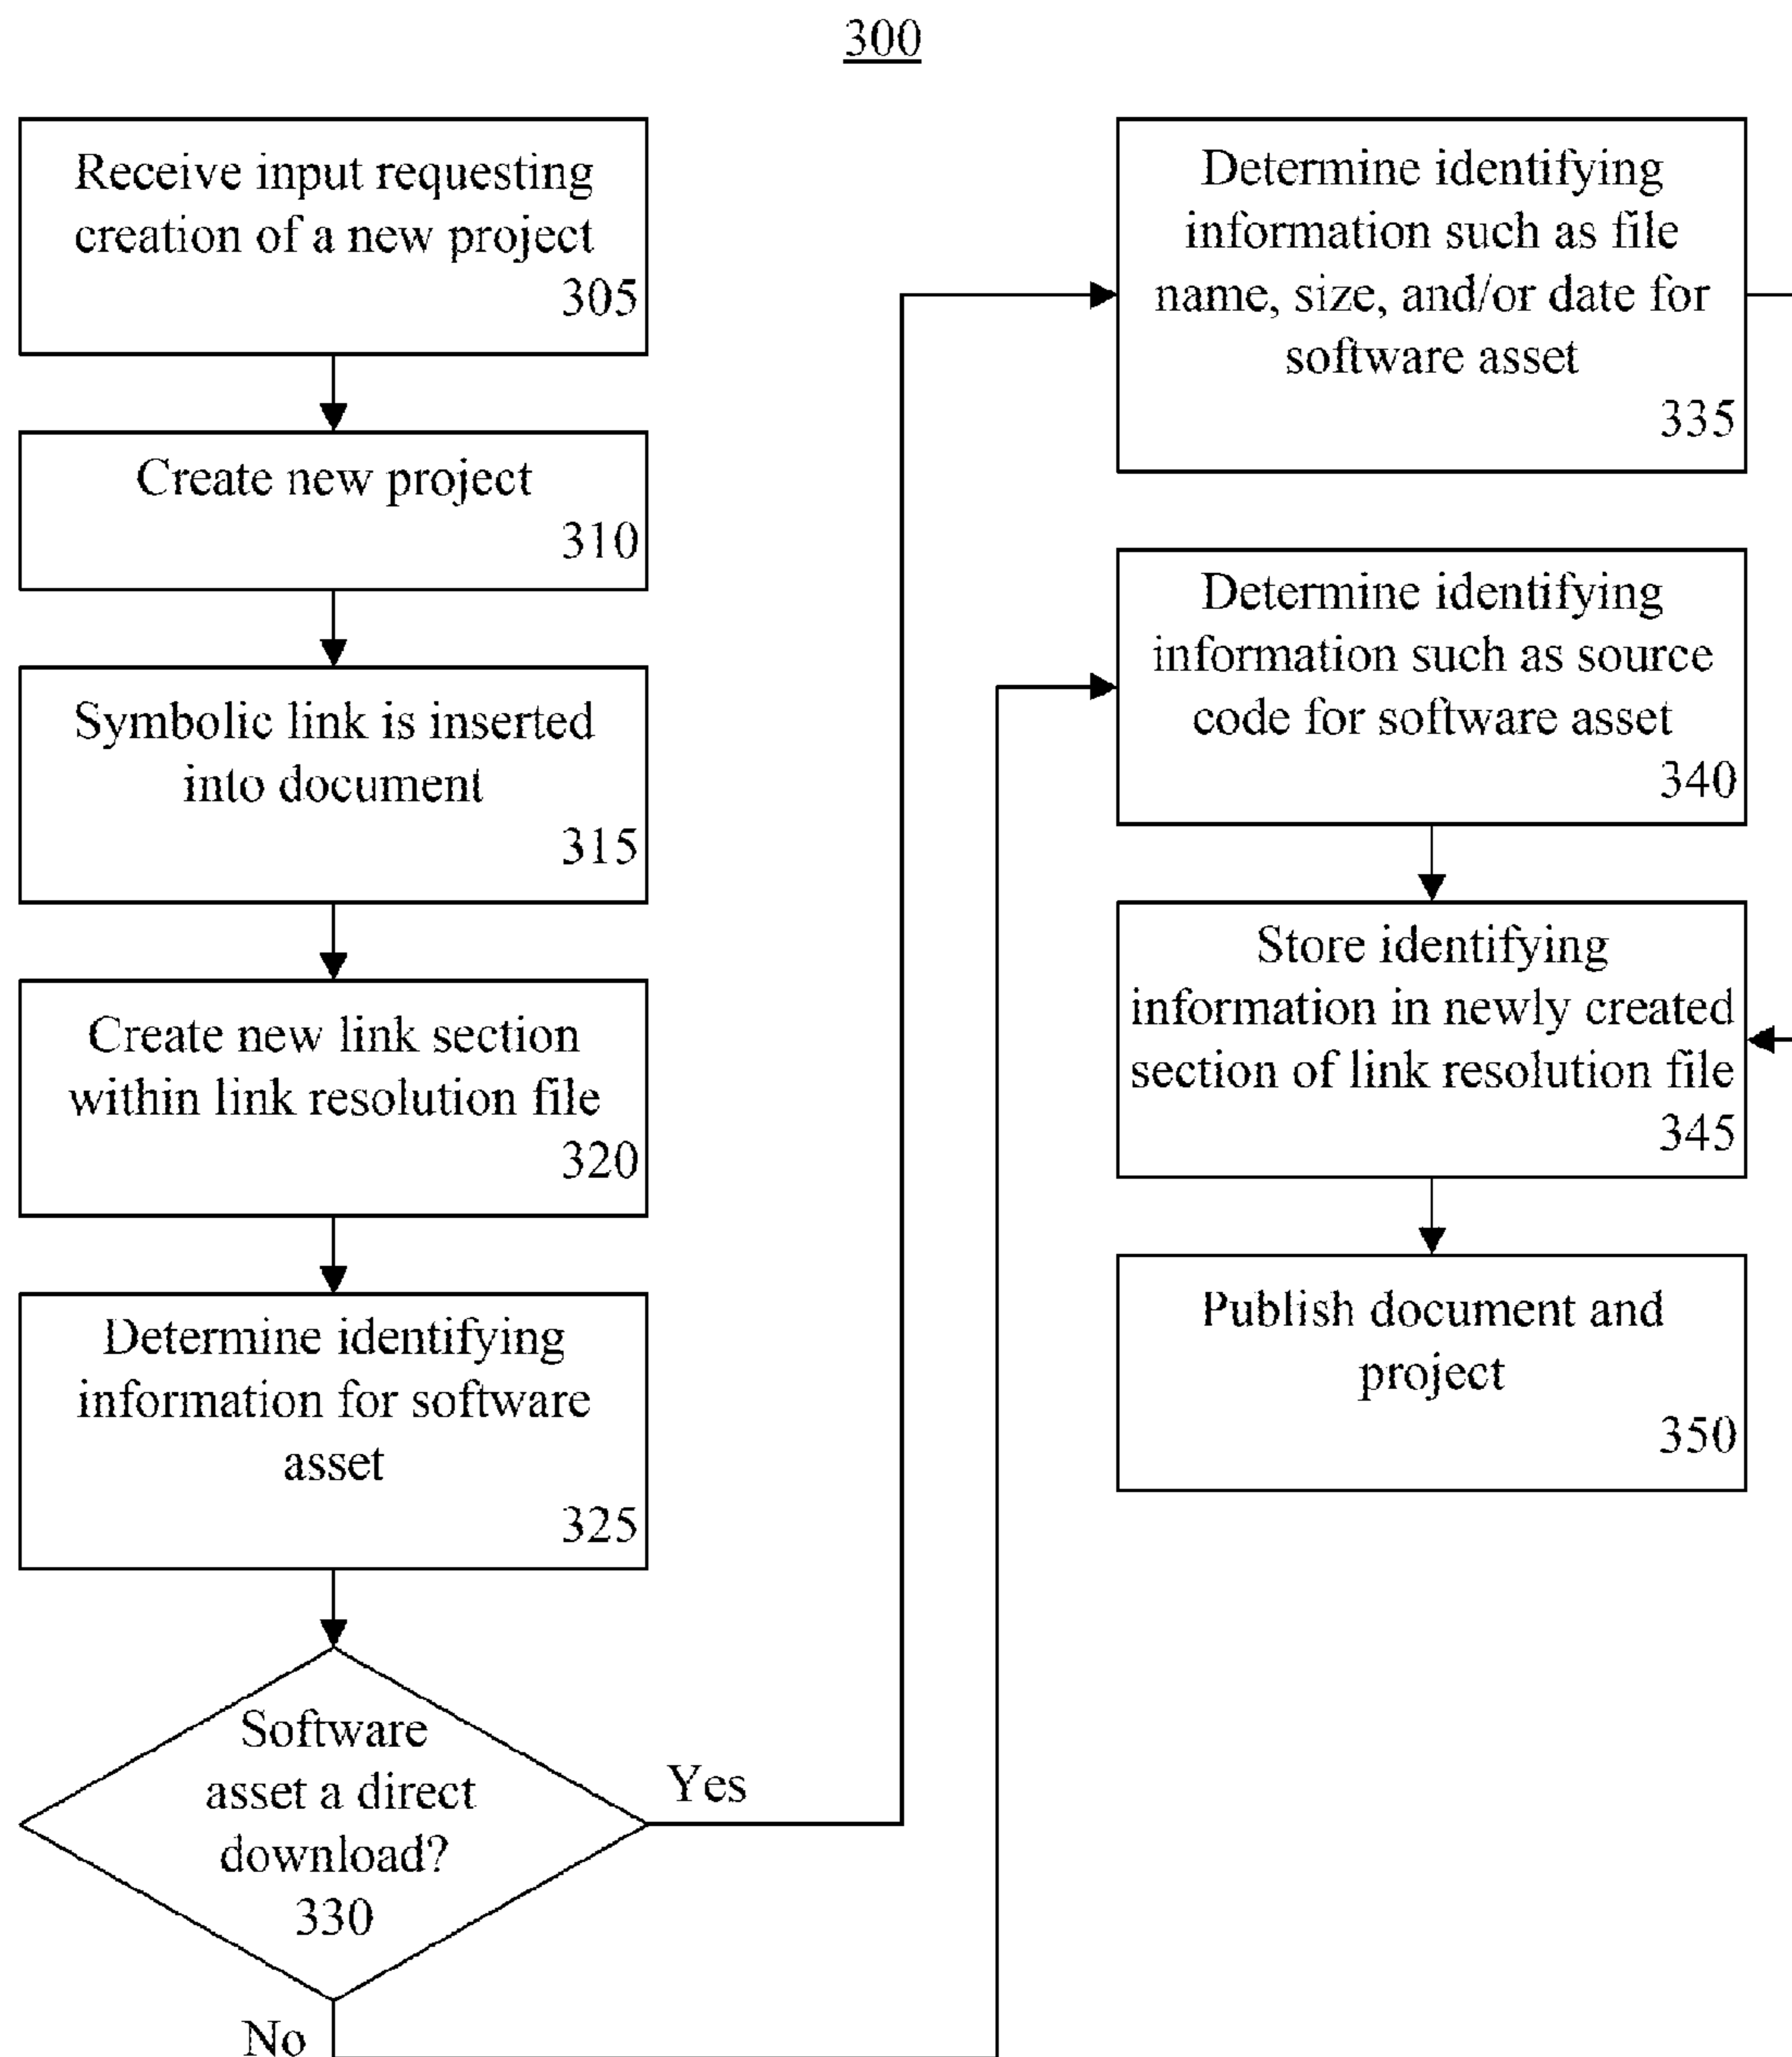 300
Receive input requesting
creation of a new project
305
Create new project
310
Symbolic link is inserted
into document
315
Create new link section
within link resolution file
320
Determine identifying
information for software
asset
325
Software
asset a direct
download?
330
Yes
No
Determine identifying
information such as file
name, size, and/or date for
software asset
335
Determine identifying
information such as source
code for software asset
340
Store identifying
information in newly created
section of link resolution file
345
Publish document and
project
350